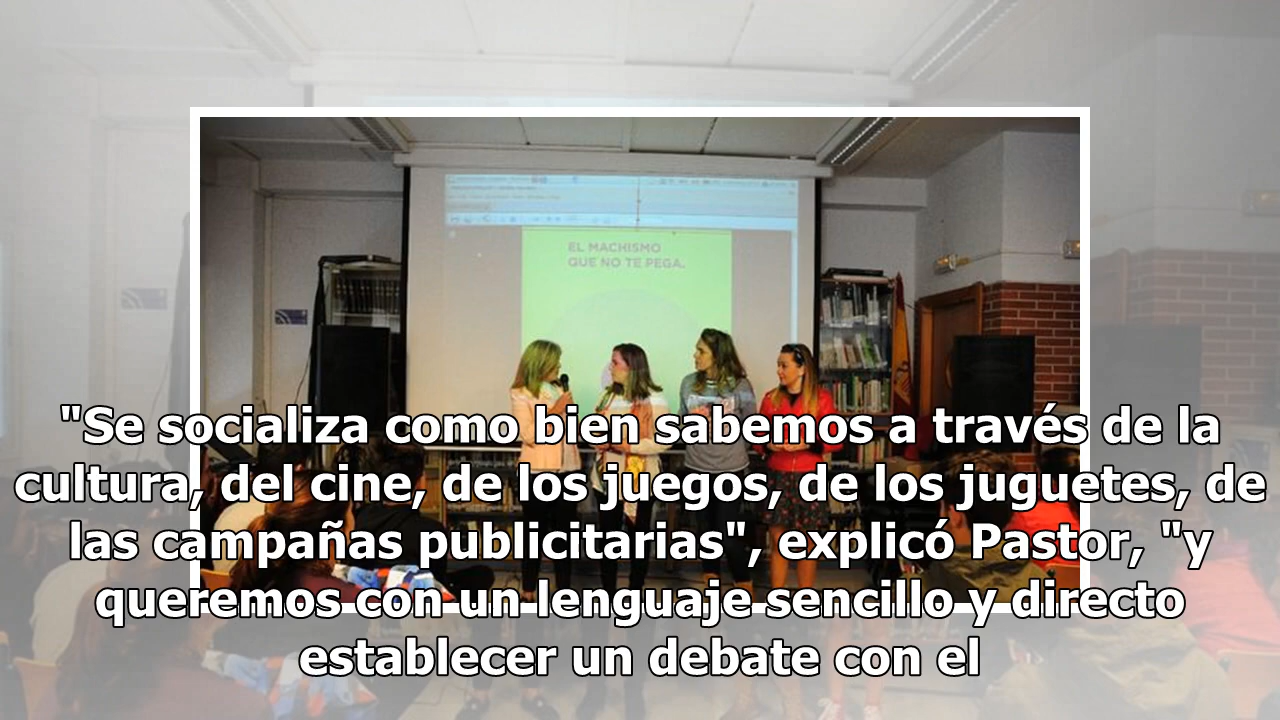 EL MACHISMO
QUE NO TE PEGA.
"Se socializa como bien sabemos a través de la
cultura, del cine, de los juegos, de los juguetes, de
las campañas publicitarias", explicó Pastor, "y
queremos con un lenguaje sencillo y directo
establecer un debate con el